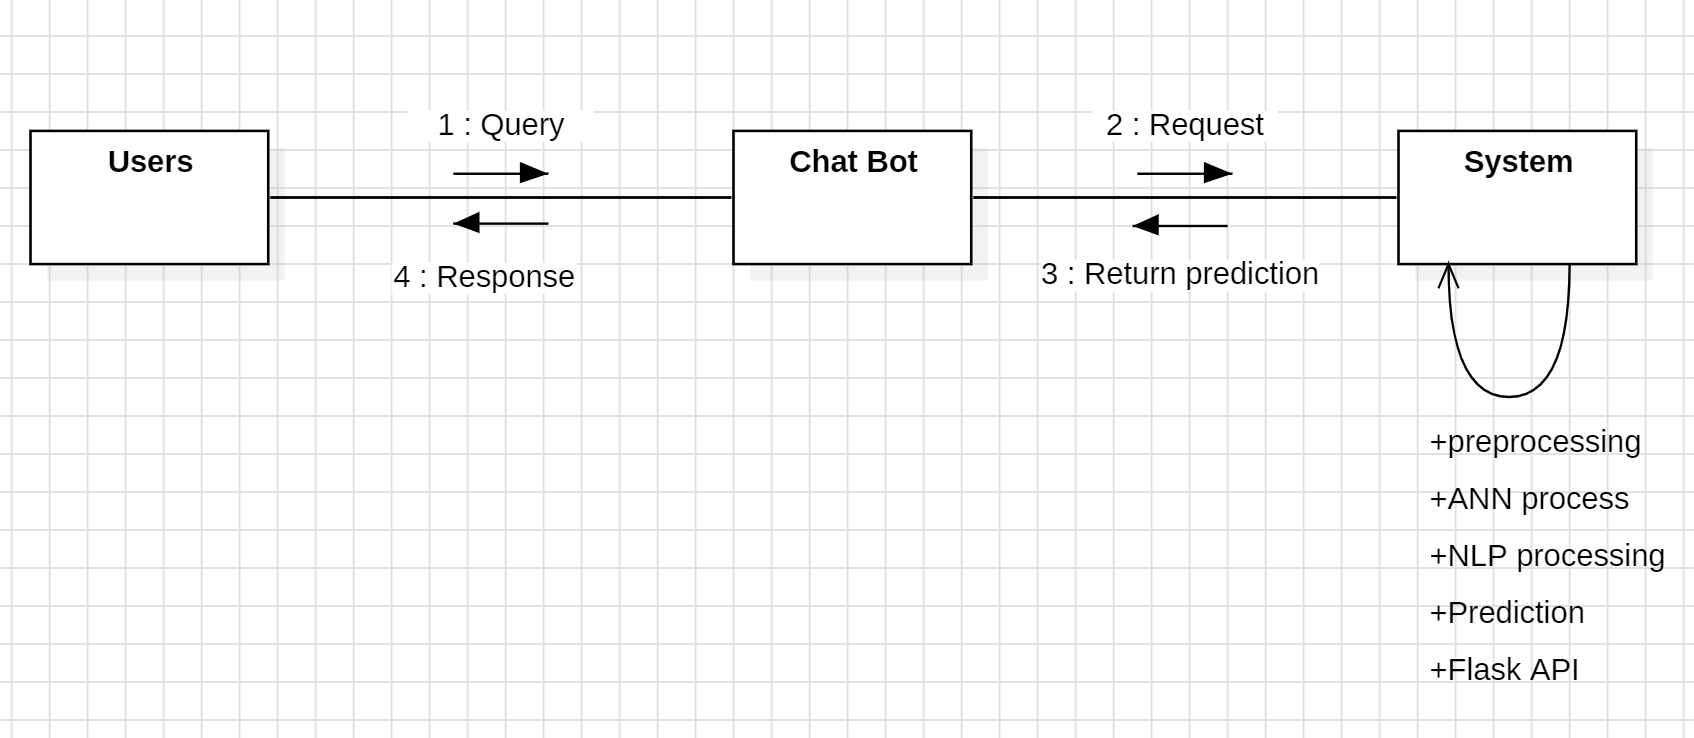 1 : Query
2 : Request
Users
Chat Bot
System
4 : Response
3 : Return prediction
+preprocessing
+ANN process
+NLP processing
+Prediction
+Flask API